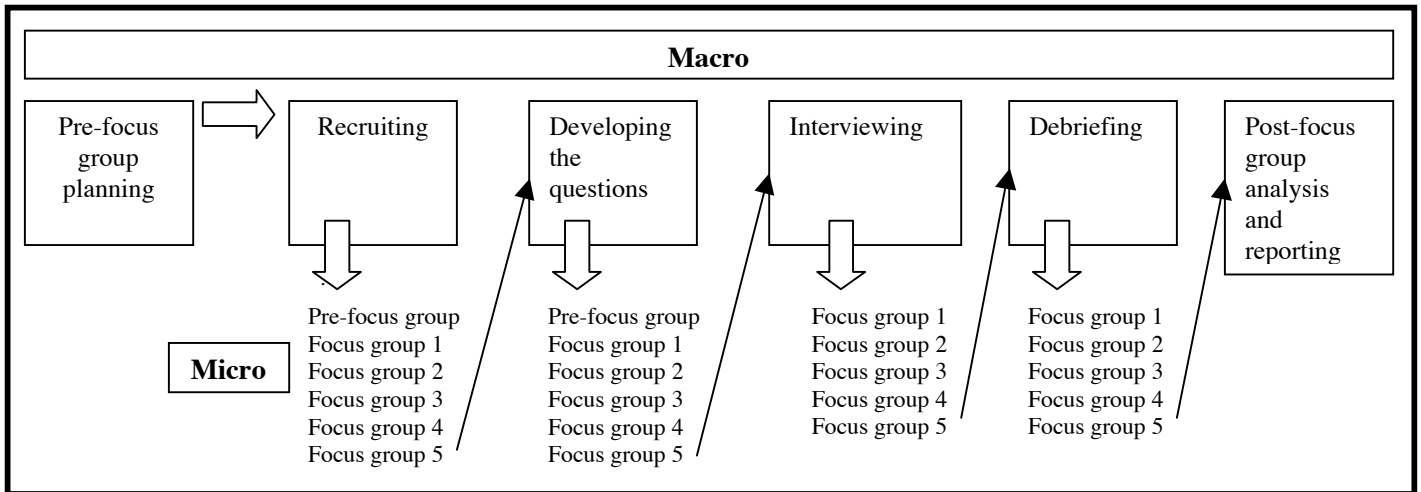 Macro
Pre-focus
group
planning
Recruiting
Developing
the
questions
Interviewing
Debriefing
Post-focus
group
analysis
and
reporting
Micro
Pre-focus group
Focus group 1
Focus group 2
Focus group 3
Focus group 4
Focus group 5
Pre-focus group
Focus group 1
Focus group 2
Focus group 3
Focus group 4
Focus group 5
Focus group 1
Focus group 2
Focus group 3
Focus group 4
Focus group 5
Focus group 1
Focus group 2
Focus group 3
Focus group 4
Focus group 5